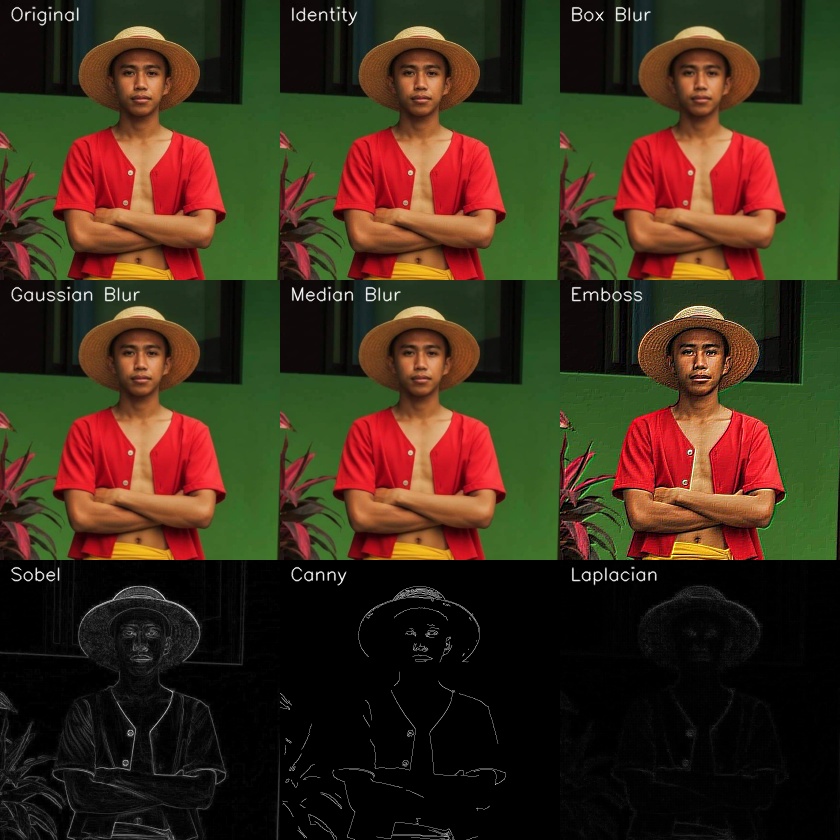 Original
Identity
Box Blur
Gaussian Blur
Median Blur
Emboss
Sobel
Canny
Laplacian